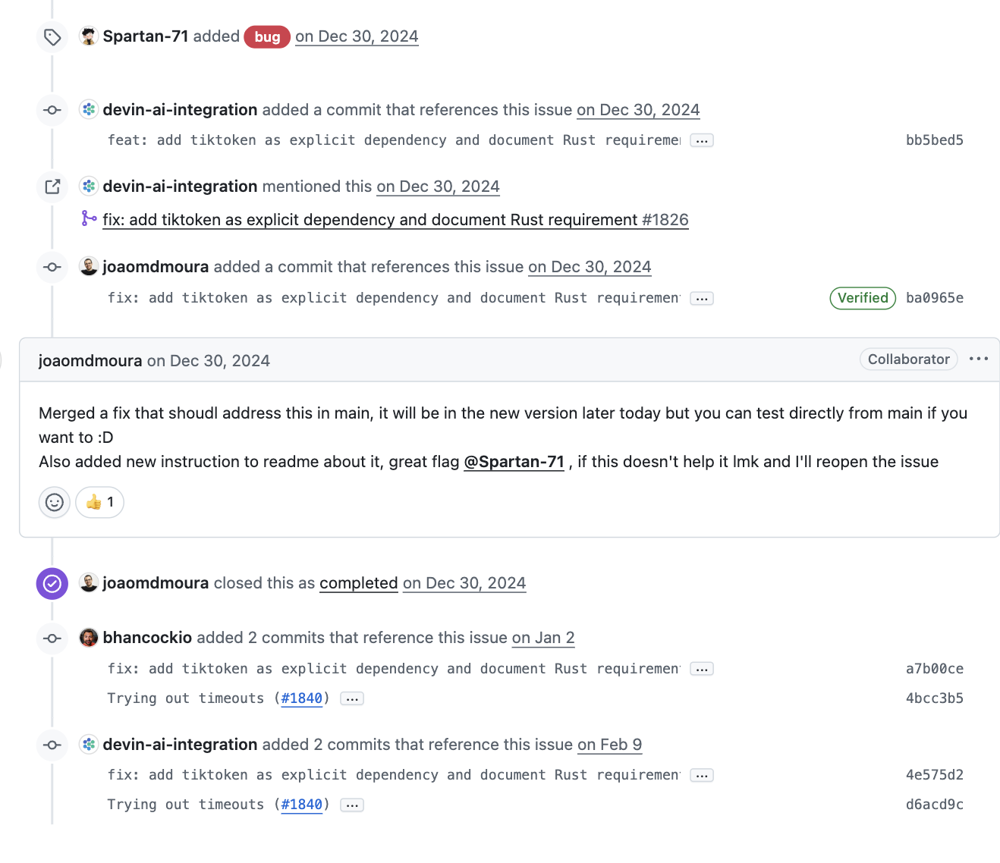 Spartan-71 added bug on Dec 30, 2024
devin-ai-integration added a commit that references this issue on Dec 30, 2024
feat: add tiktoken as explicit dependency and document Rust requireme ... bb5bed5
devin-ai-integration mentioned this on Dec 30, 2024
fix: add tiktoken as explicit dependency and document Rust requirement #1826
joaomdmoura added a commit that references this issue on Dec 30, 2024
fix: add tiktoken as explicit dependency and document Rust requiremen ... Verified ba0965e
joaomdmoura on Dec 30, 2024 Collaborator ...
Merged a fix that shoudl address this in main, it will be in the new version later today but you can test directly from main if you
want to :D
Also added new instruction to readme about it, great flag @Spartan-71 , if this doesn't help it lmk and I'll reopen the issue
👍 1
joaomdmoura closed this as completed on Dec 30, 2024
bhancockio added 2 commits that reference this issue on Jan 2
fix: add tiktoken as explicit dependency and document Rust requiremen ... a7b00ce
Trying out timeouts (#1840) ... 4bcc3b5
devin-ai-integration added 2 commits that reference this issue on Feb 9
fix: add tiktoken as explicit dependency and document Rust requiremen ... 4e575d2
Trying out timeouts (#1840) ... d6acd9c